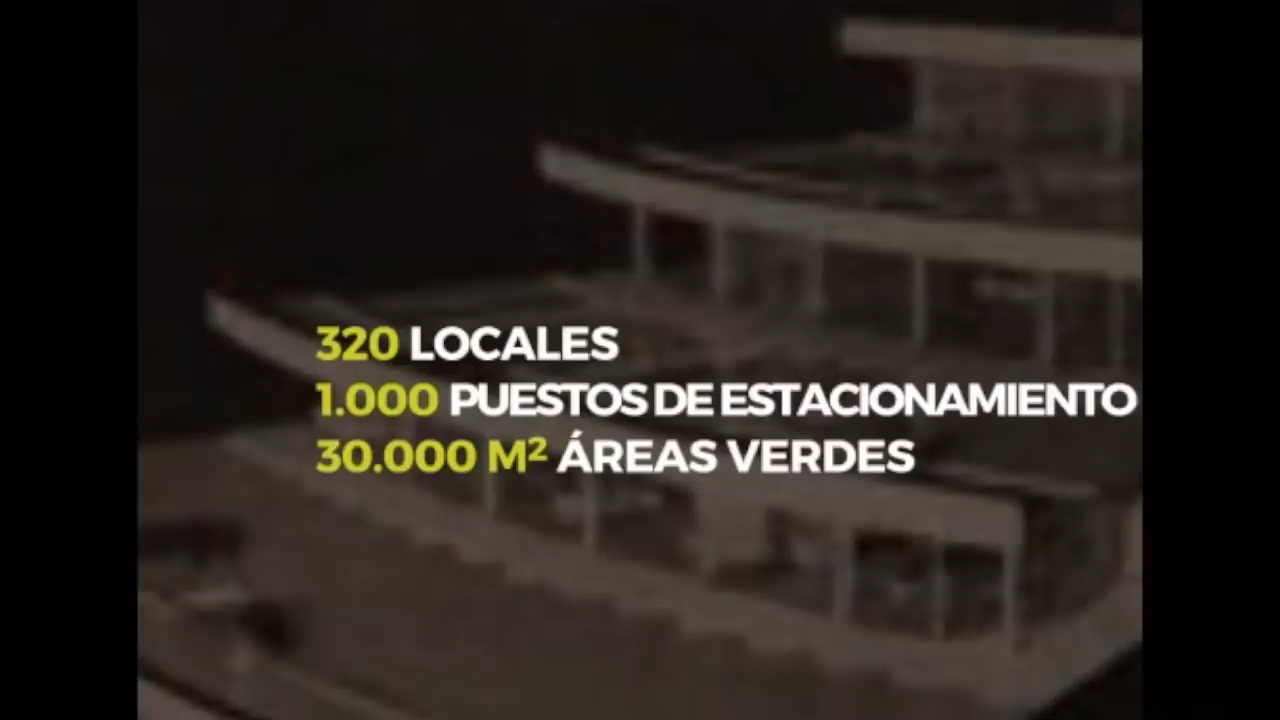 320 LOCALES
1.000 PUESTOS DE ESTACIONAMIENTO
30.000 M² ÁREAS VERDES